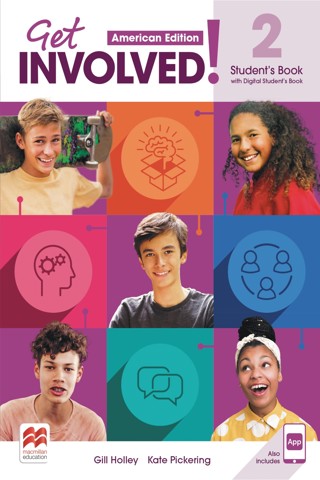 Get
American Edition
INVOLVED!
2
Student's Book
with Digital Student's Book
macmillan
education
Gill Holley Kate Pickering
Also
includes
App